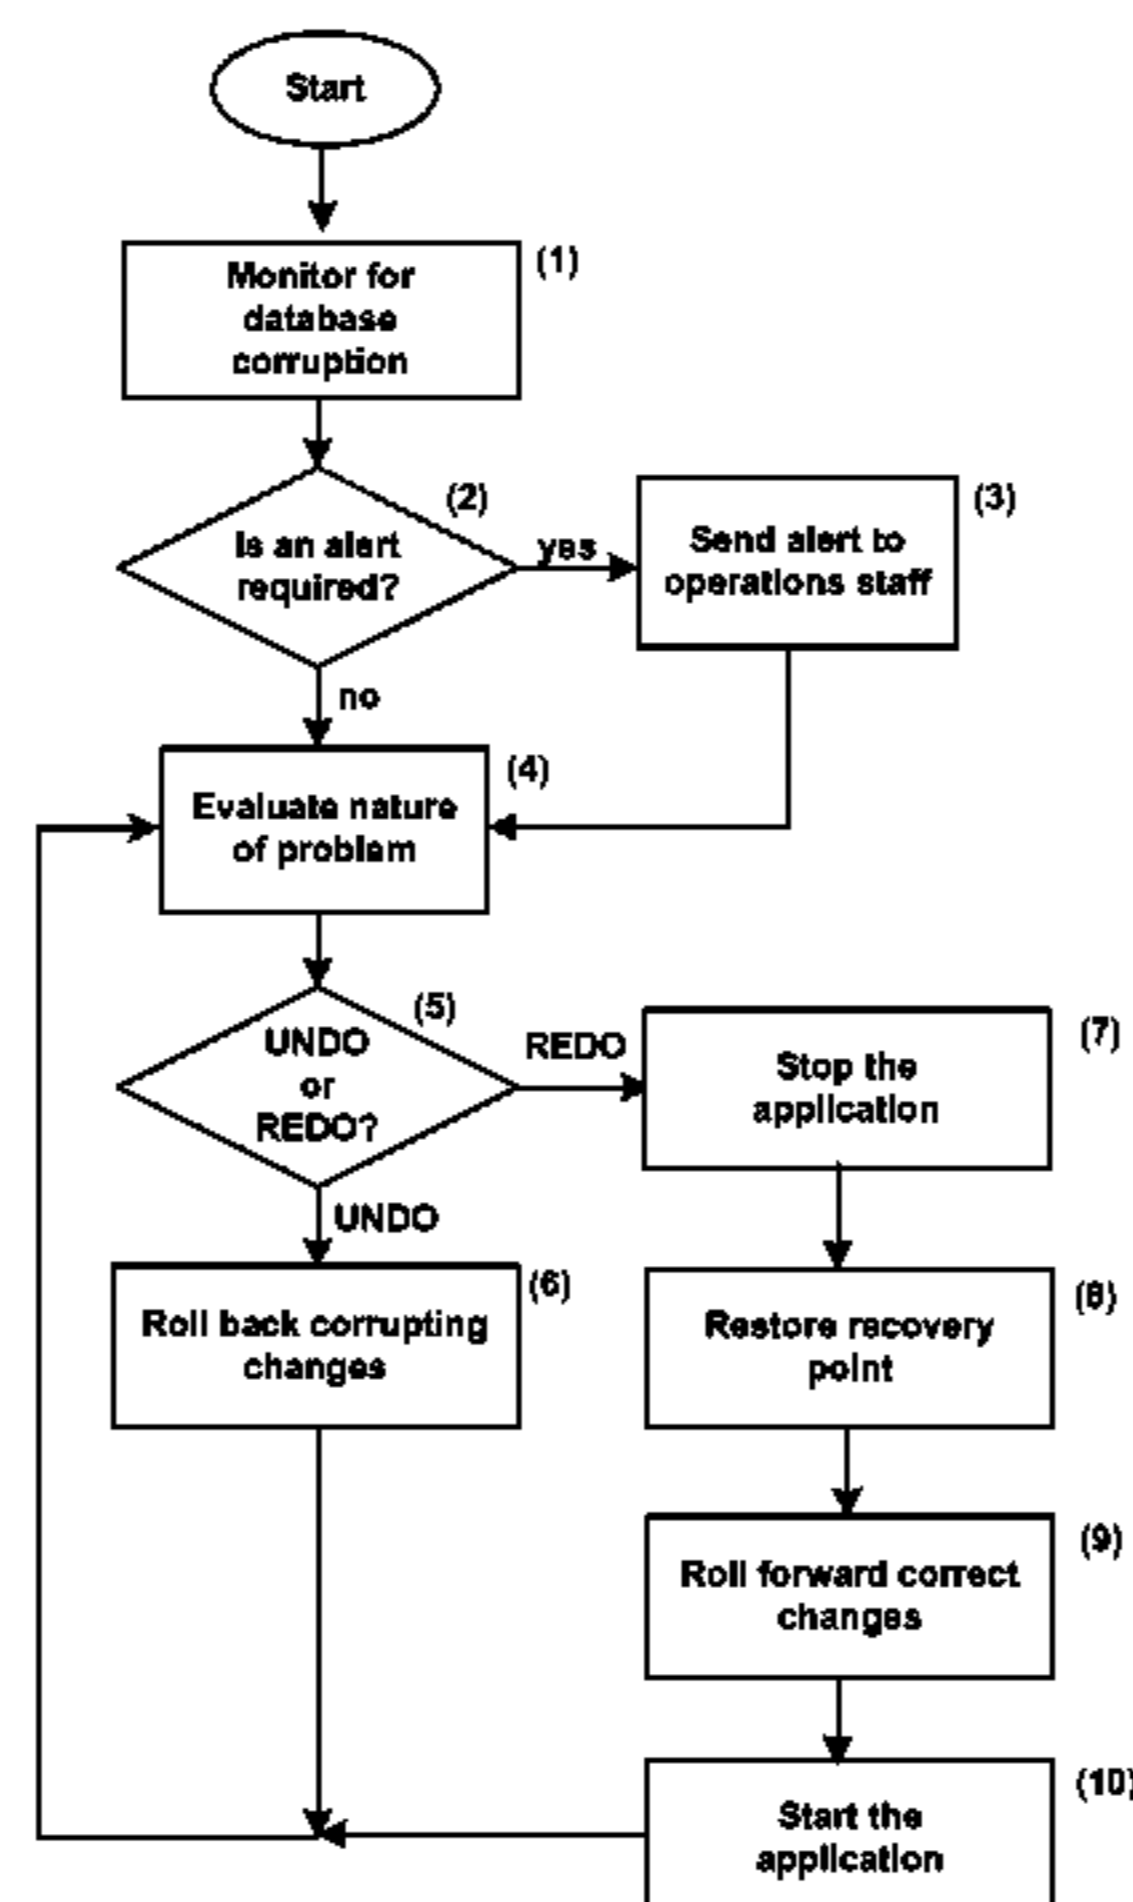 Start
(1)
Monitor for
database
corruption
(2)
Is an alert
required?
yes
(3)
Send alert to
operations staff
no
(4)
Evaluate nature
of problem
(5)
UNDO
or
REDO?
REDO
(7)
Stop the
application
UNDO
(6)
Roll back corrupting
changes
(8)
Restore recovery
point
(9)
Roll forward correct
changes
(10)
Start the
application